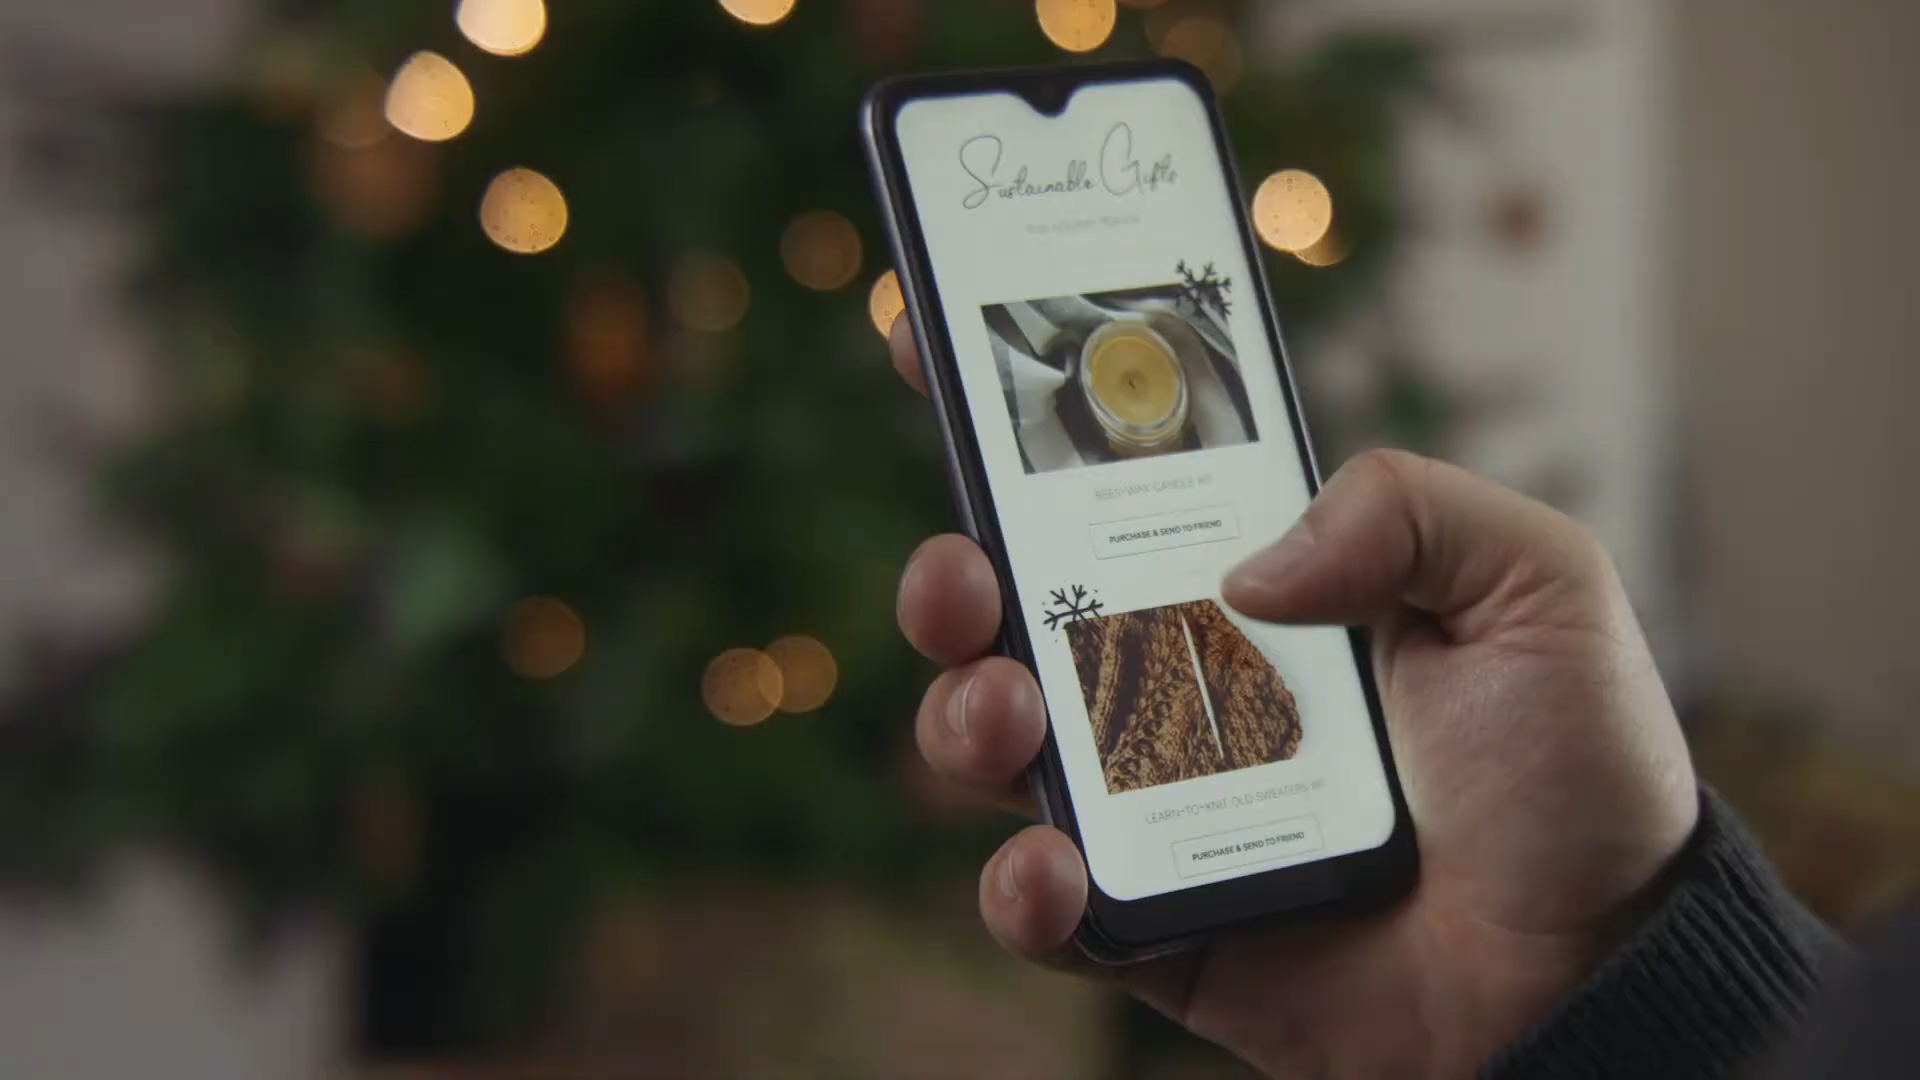 Sustainable Gifts
BEESWAX CANDLE KIT
PURCHASE & SEND TO FRIEND
LEARN-TO-KNIT OLD SWEATERS KIT
PURCHASE & SEND TO FRIEND